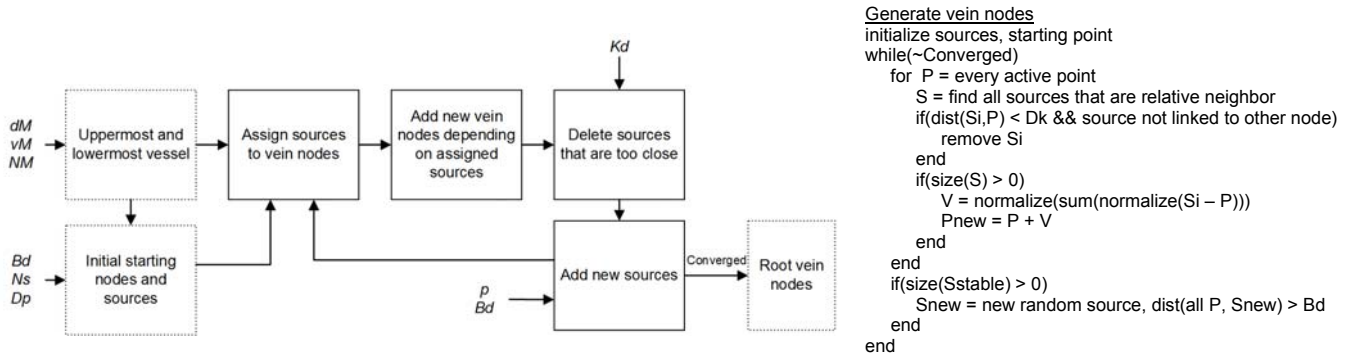 Kd
dM
vM
NM
Uppermost and
lowermost vessel
Assign sources
to vein nodes
Add new vein
nodes depending
on assigned
sources
Delete sources
that are too close
Bd
Ns
Dp
Initial starting
nodes and
sources
p
Bd
Add new sources
Converged
Root vein
nodes
Generate vein nodes
initialize sources, starting point
while(~Converged)
for P = every active point
S = find all sources that are relative neighbor
if(dist(Si,P) < Dk && source not linked to other node)
remove Si
end
if(size(S) > 0)
V = normalize(sum(normalize(Si – P)))
Pnew = P + V
end
end
if(size(Sstable) > 0)
Snew = new random source, dist(all P, Snew) > Bd
end
end